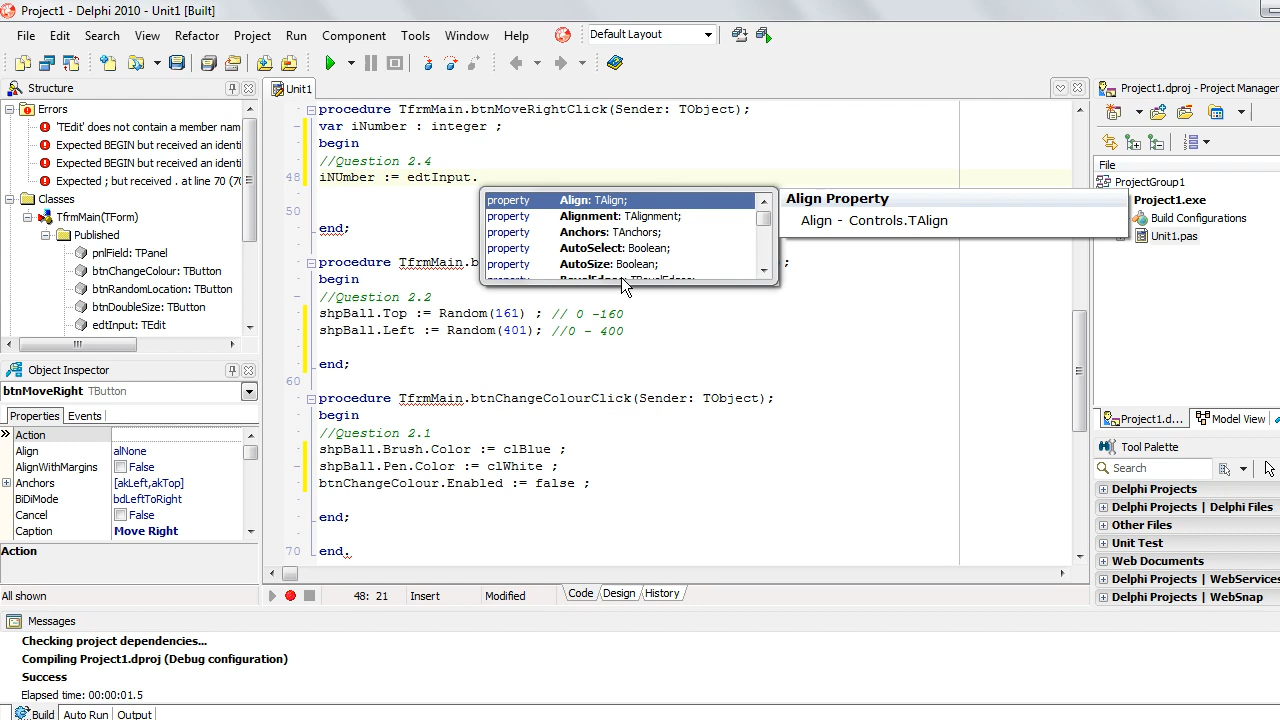 Project1 - Delphi 2010 - Unit1 [Built]
File Edit Search View Refactor Project Run Component Tools Window Help Default Layout
Structure
Unit1
Project1.dproj - Project Manager
Errors
'TEdit' does not contain a member nam
Expected BEGIN but received an identi
Expected BEGIN but received an identi
Expected ; but received . at line 70 (70
Classes
TfrmMain(TForm)
Published
pnlField: TPanel
btnChangeColour: TButton
btnRandomLocation: TButton
btnDoubleSize: TButton
edtInput: TEdit
Object Inspector
btnMoveRight TButton
Properties Events
Action
Align alNone
AlignWithMargins False
Anchors [akLeft,akTop]
BiDiMode bdLeftToRight
Cancel False
Caption Move Right
Action
All shown
procedure TfrmMain.btnMoveRightClick(Sender: TObject);
var iNumber : integer ;
begin
//Question 2.4
48 iNUmber := edtInput.
50
end;
property Align: TAlign;
property Alignment: TAlignment;
property Anchors: TAnchors;
property AutoSelect: Boolean;
property AutoSize: Boolean;
property
Align Property
Align - Controls.TAlign
procedure TfrmMain.b
begin
//Question 2.2
shpBall.Top := Random(161) ; // 0 -160
shpBall.Left := Random(401); //0 - 400
end;
60
procedure TfrmMain.btnChangeColourClick(Sender: TObject);
begin
//Question 2.1
shpBall.Brush.Color := clBlue ;
shpBall.Pen.Color := clWhite ;
btnChangeColour.Enabled := false ;
end;
70 end.
48: 21 Insert Modified Code Design History
File
ProjectGroup1
Project1.exe
Build Configurations
Unit1.pas
Project1.d... Model View
Tool Palette
Search
Delphi Projects
Delphi Projects | Delphi Files
Other Files
Unit Test
Web Documents
Delphi Projects | WebServices
Delphi Projects | WebSnap
Messages
Checking project dependencies...
Compiling Project1.dproj (Debug configuration)
Success
Elapsed time: 00:00:01.5
Build Auto Run Output